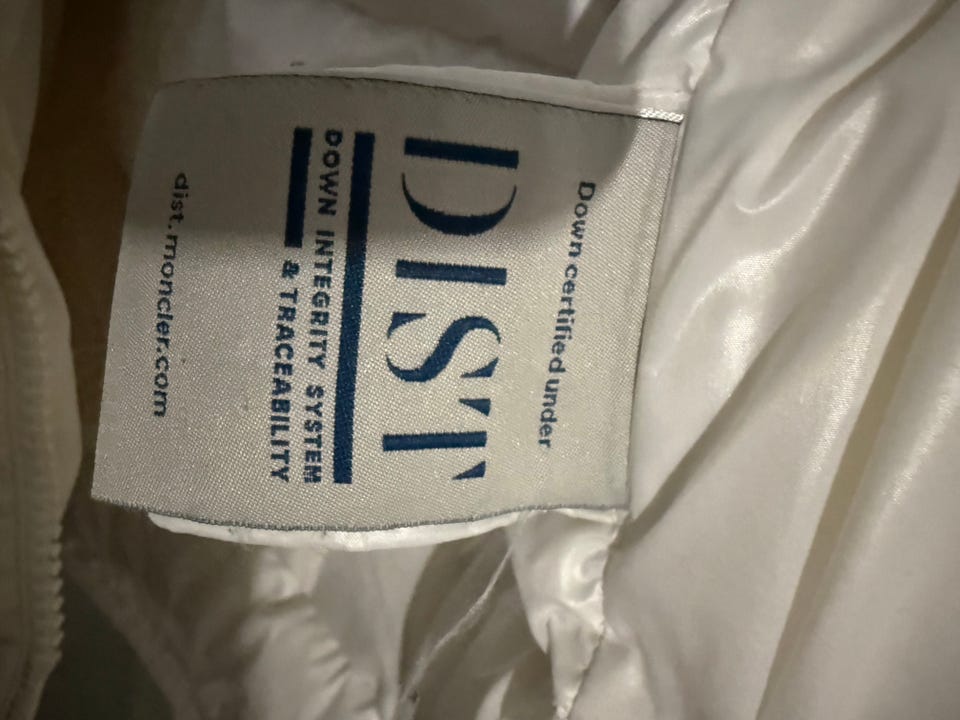 Down certified under
DIST
DOWN INTEGRITY SYSTEM
& TRACEABILITY
dist.moncler.com